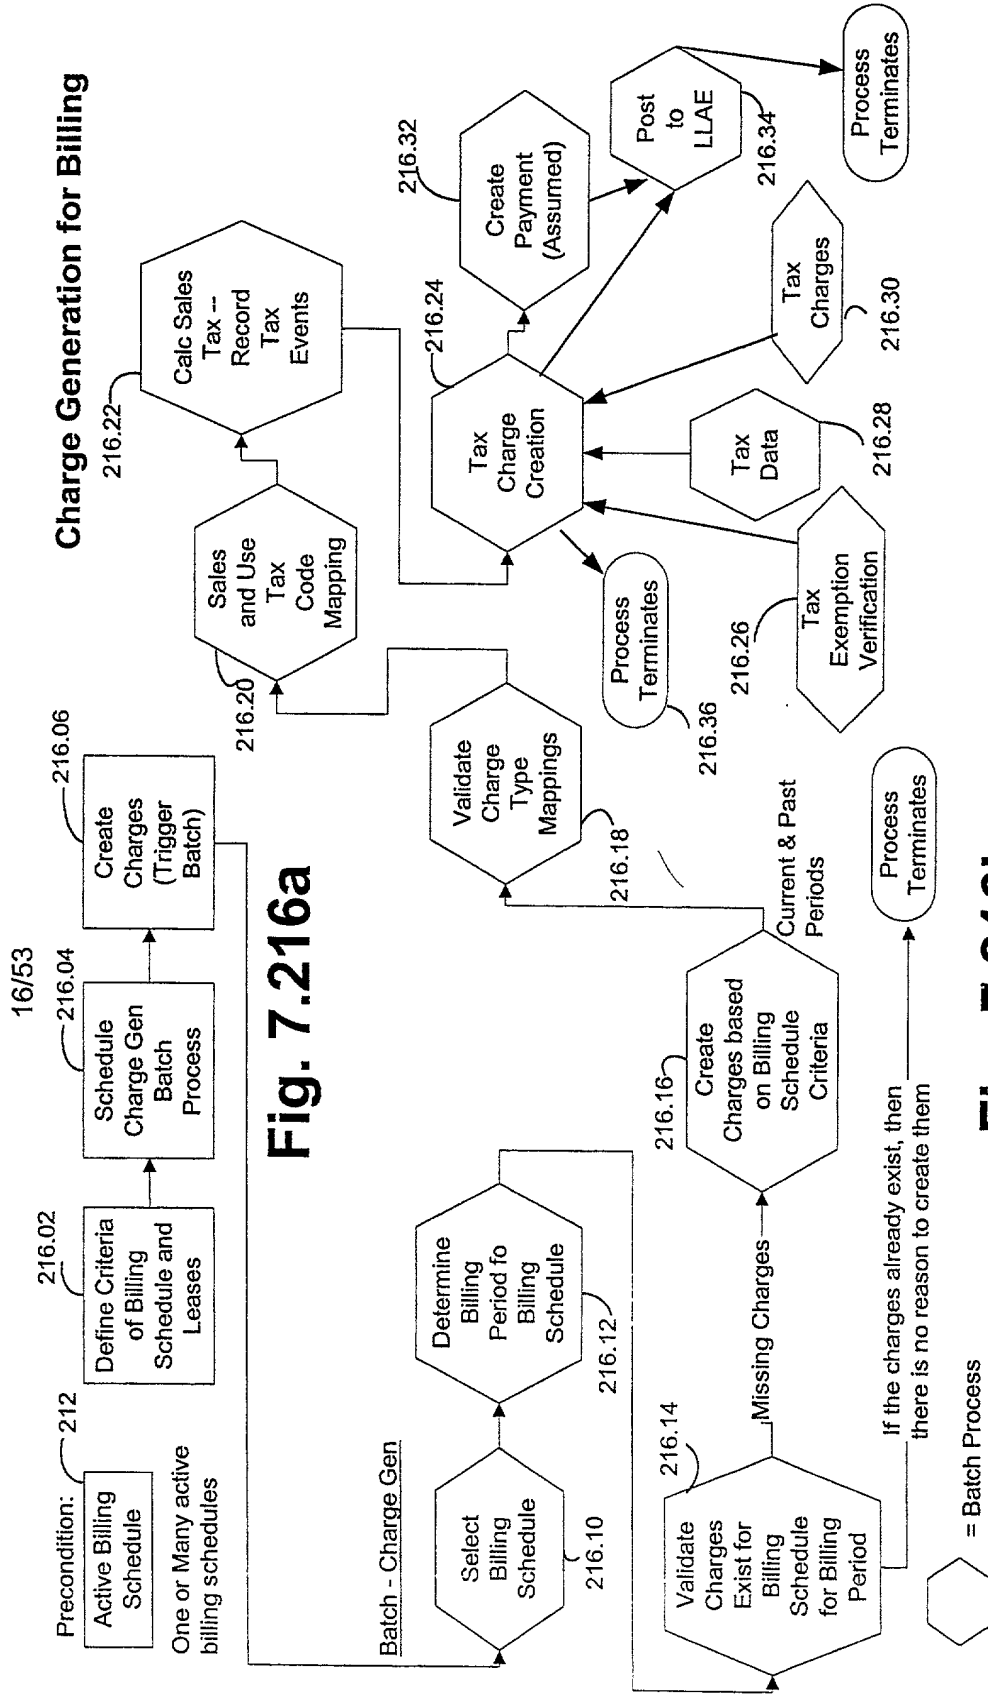 16/53
Charge Generation for Billing
Precondition:
212
Active Billing
Schedule
One or Many active
billing schedules
216.02
Define Criteria
of Billing
Schedule and
Leases
216.04
Schedule
Charge Gen
Batch
Process
216.06
Create
Charges
(Trigger
Batch)
Fig. 7.216a
Batch - Charge Gen
Select
Billing
Schedule
216.10
Determine
Billing
Period fo
Billing
Schedule
216.12
216.14
Validate
Charges
Exist for
Billing
Schedule
for Billing
Period
Missing Charges
If the charges already exist, then
there is no reason to create them
Process
Terminates
216.16
Create
Charges based
on Billing
Schedule
Criteria
Current & Past
Periods
Validate
Charge
Type
Mappings
216.18
216.20
Sales
and Use
Tax
Code
Mapping
216.22
Calc Sales
Tax --
Record
Tax
Events
216.24
Tax
Charge
Creation
Process
Terminates
216.36
216.26
Tax
Exemption
Verification
Tax
Data
216.28
Tax
Charges
216.30
216.32
Create
Payment
(Assumed)
Post
to
LLAE
216.34
Process
Terminates
= Batch Process